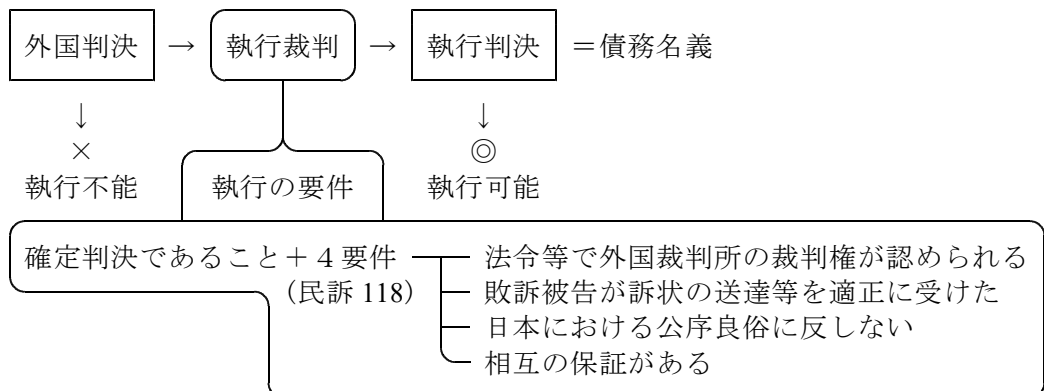 外国判決 → 執行裁判 → 執行判決 ＝債務名義
↓ ↓
× ◎
執行不能 執行の要件 執行可能
確定判決であること＋4要件 法令等で外国裁判所の裁判権が認められる
（民訴 118） 敗訴被告が訴状の送達等を適正に受けた
日本における公序良俗に反しない
相互の保証がある